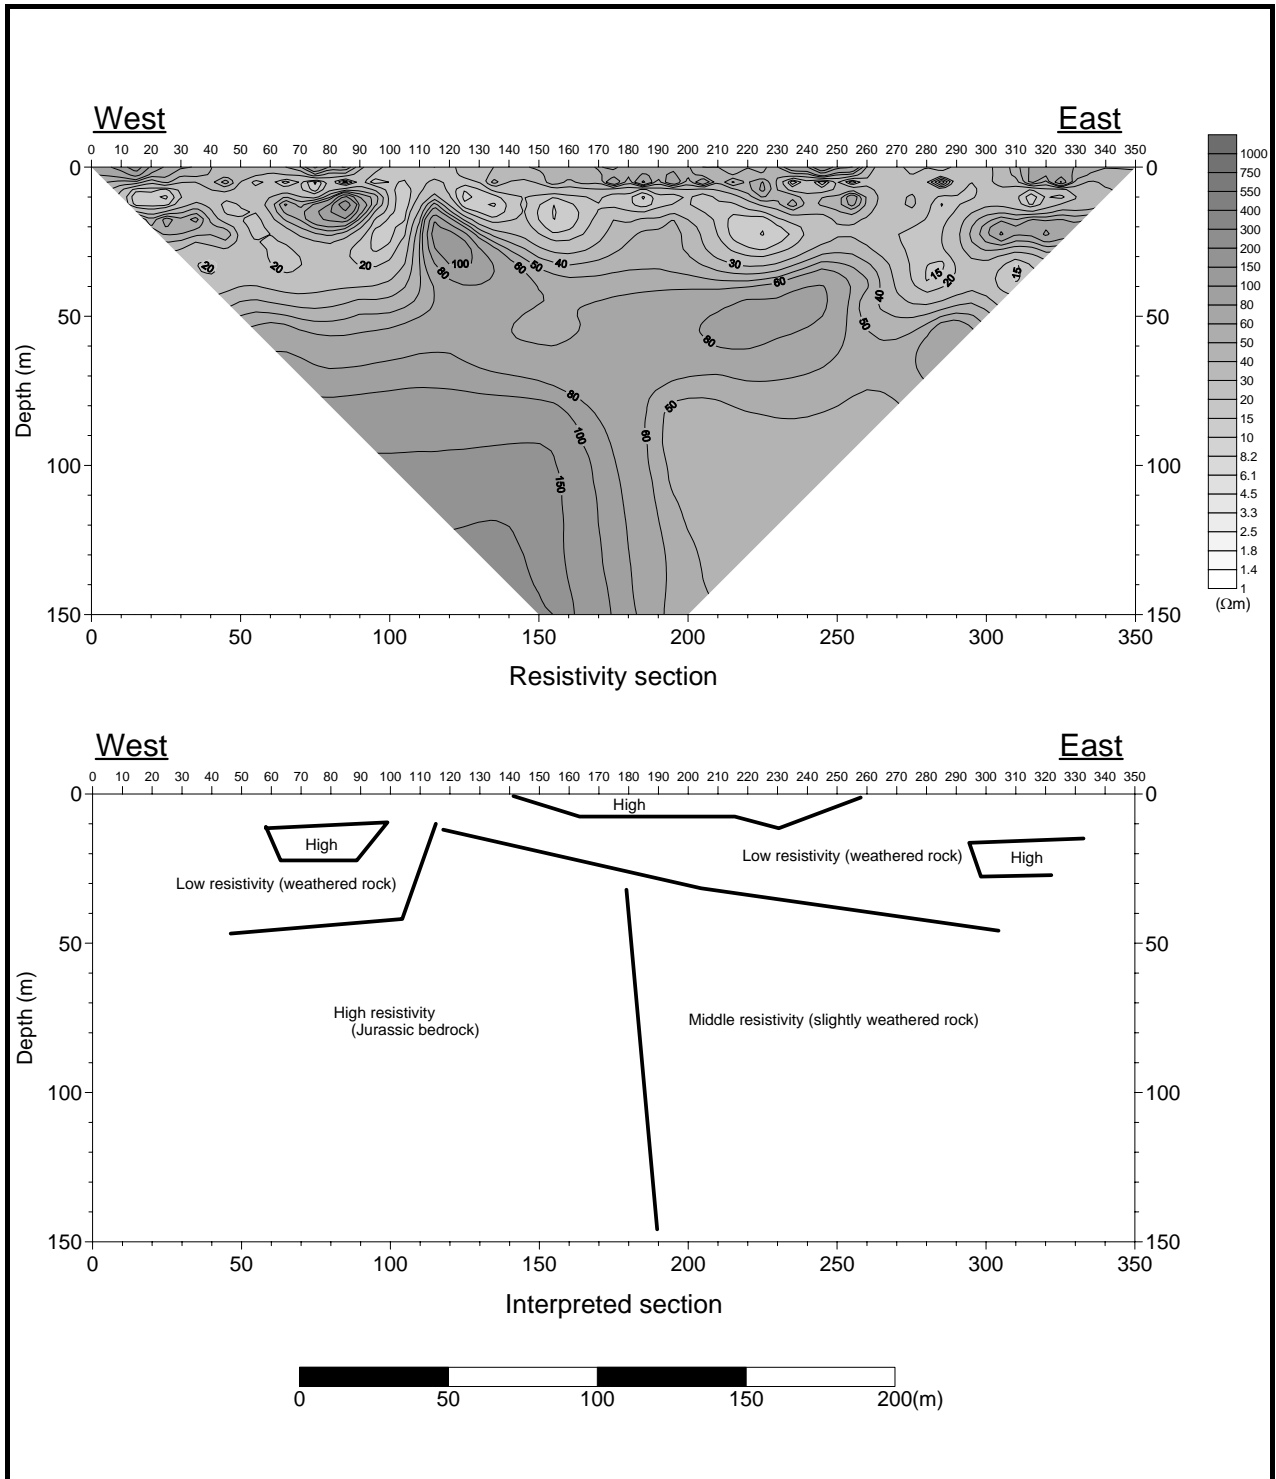 West East
0 10 20 30 40 50 60 70 80 90 100 110 120 130 140 150 160 170 180 190 200 210 220 230 240 250 260 270 280 290 300 310 320 330 340 350
0 0
50 50
100 100
150 150
Depth (m)
20 20 20 80 100 60 50 40 30 60 40 50 15 20 15
80
80 50
100 60
150
0 50 100 150 200 250 300 350
Resistivity section
1000
750
550
400
200
150
100
80
60
50
40
30
20
15
10
8.2
6.1
4.5
3.3
2.5
1.8
1.4
1
(Ωm)
West East
0 10 20 30 40 50 60 70 80 90 100 110 120 130 140 150 160 170 180 190 200 210 220 230 240 250 260 270 280 290 300 310 320 330 340 350
0 0
High
High
Low resistivity (weathered rock)
High
Low resistivity (weathered rock)
50 50
Depth (m)
High resistivity
(Jurassic bedrock)
Middle resistivity (slightly weathered rock)
100 100
150 150
0 50 100 150 200 250 300 350
Interpreted section
0 50 100 150 200(m)